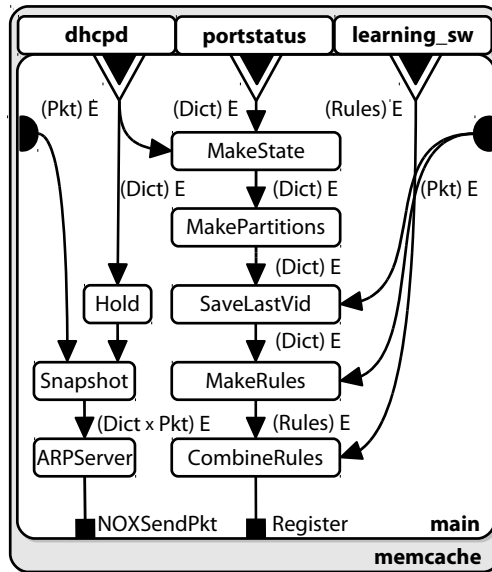 dhcpd portstatus learning_sw
(Pkt) E (Dict) E (Rules) E
MakeState
(Dict) E (Dict) E (Pkt) E
MakePartitions
(Dict) E
Hold SaveLastVid
(Dict) E
Snapshot MakeRules
(Dict x Pkt) E (Rules) E
ARPServer CombineRules
NOXSendPkt Register main
memcache